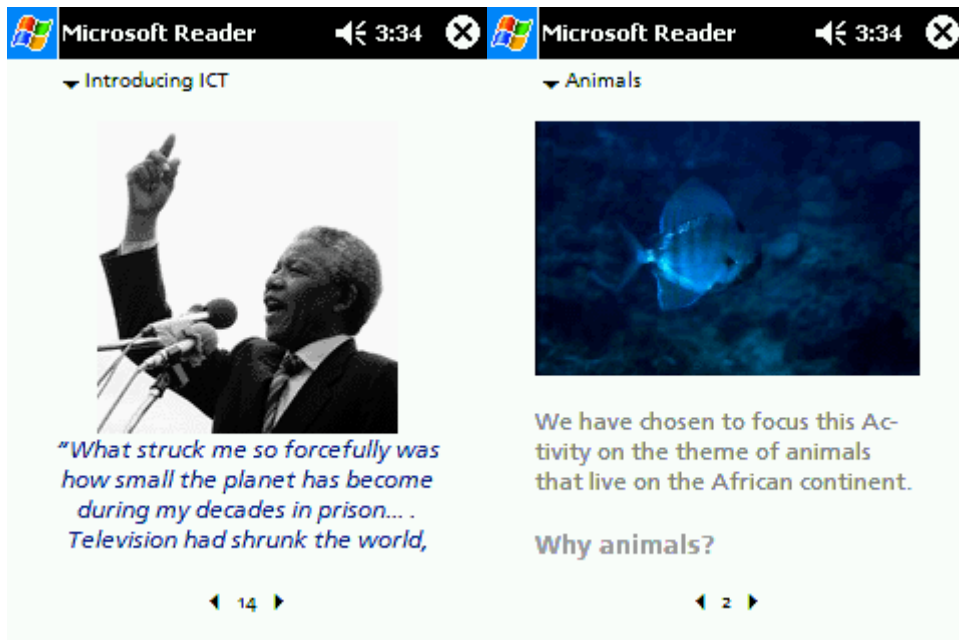 Microsoft Reader 3:34
Introducing ICT
“What struck me so forcefully was
how small the planet has become
during my decades in prison... .
Television had shrunk the world,
14
Microsoft Reader 3:34
Animals
We have chosen to focus this Ac-
tivity on the theme of animals
that live on the African continent.
Why animals?
2